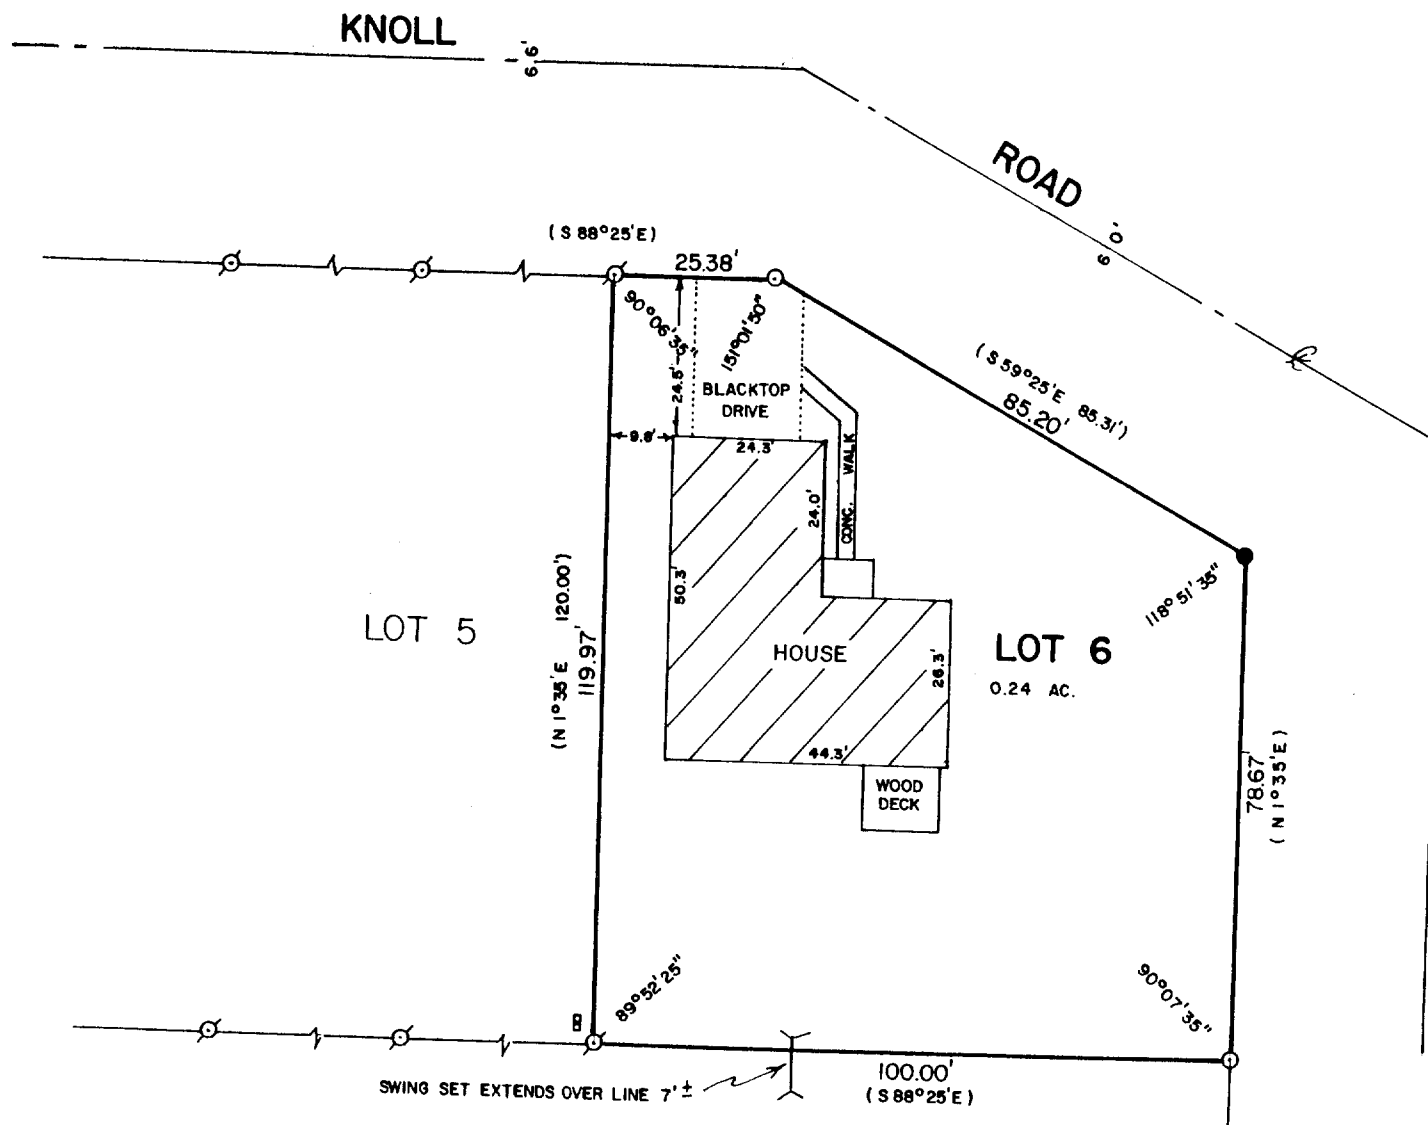 KNOLL
66'
ROAD
60'
(S 88°25'E)
25.38'
90°06'35"
151°01'50"
24.5'
BLACKTOP
DRIVE
(S 59°25'E 85.31')
85.20'
9.8'
24.3'
CONC. WALK
24.0'
50.3'
118°51'35"
LOT 5
(N 1°35'E 120.00')
119.97'
HOUSE
26.3'
LOT 6
0.24 AC.
44.3'
WOOD
DECK
78.67'
(N 1°35'E)
89°52'25"
90°07'35"
100.00'
(S 88°25'E)
SWING SET EXTENDS OVER LINE 7'±